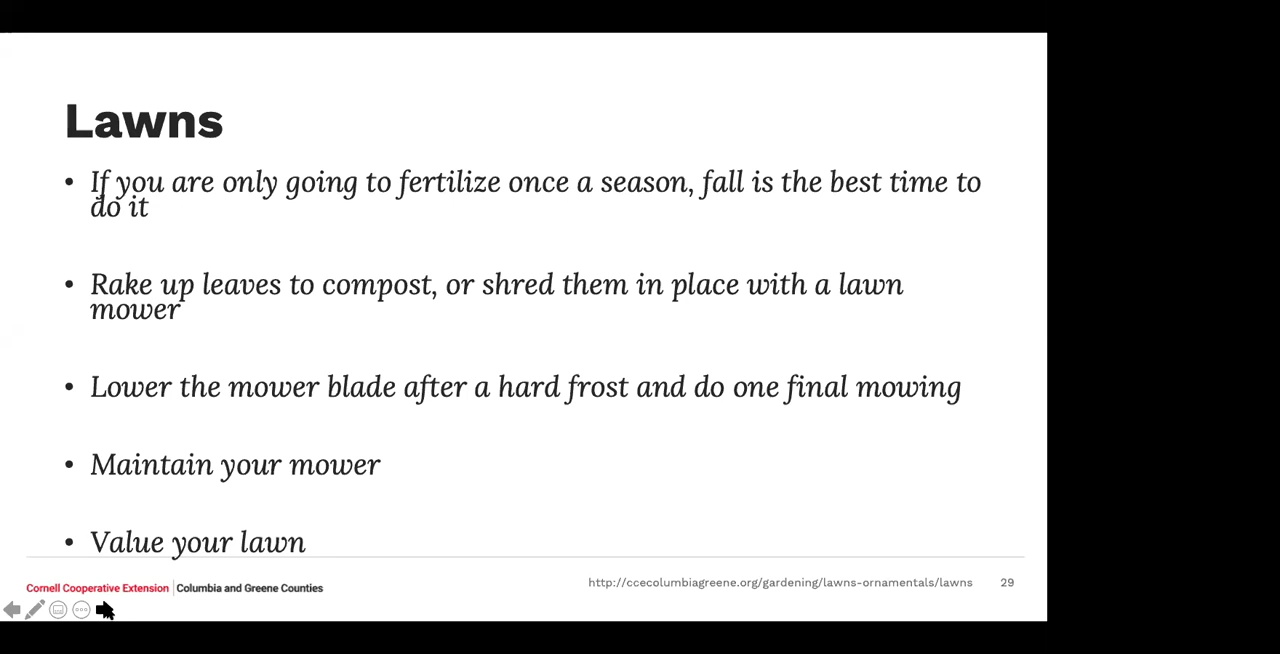 Lawns
• If you are only going to fertilize once a season, fall is the best time to
do it
• Rake up leaves to compost, or shred them in place with a lawn
mower
• Lower the mower blade after a hard frost and do one final mowing
• Maintain your mower
• Value your lawn
Cornell Cooperative Extension | Columbia and Greene Counties
http://ccecolumbiagreene.org/gardening/lawns-ornamentals/lawns 29